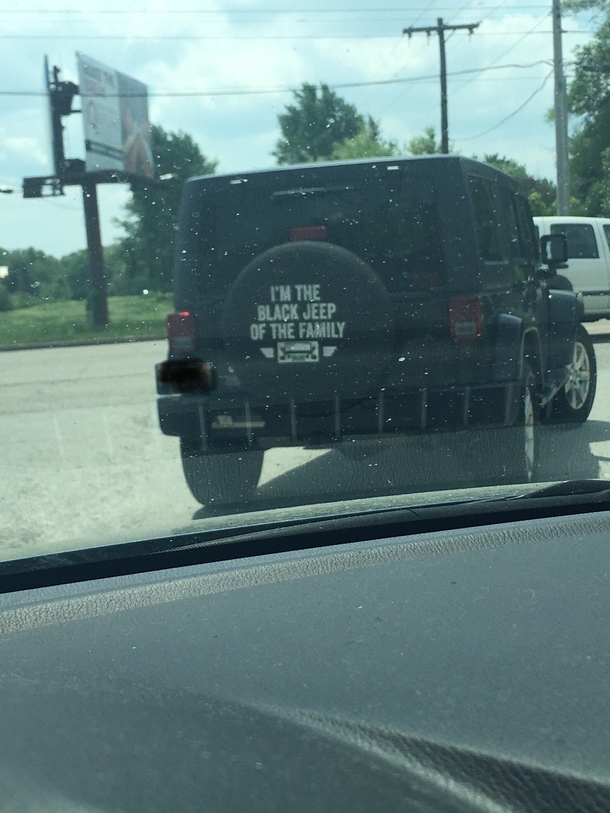 I'M THE
BLACK JEEP
OF THE FAMILY